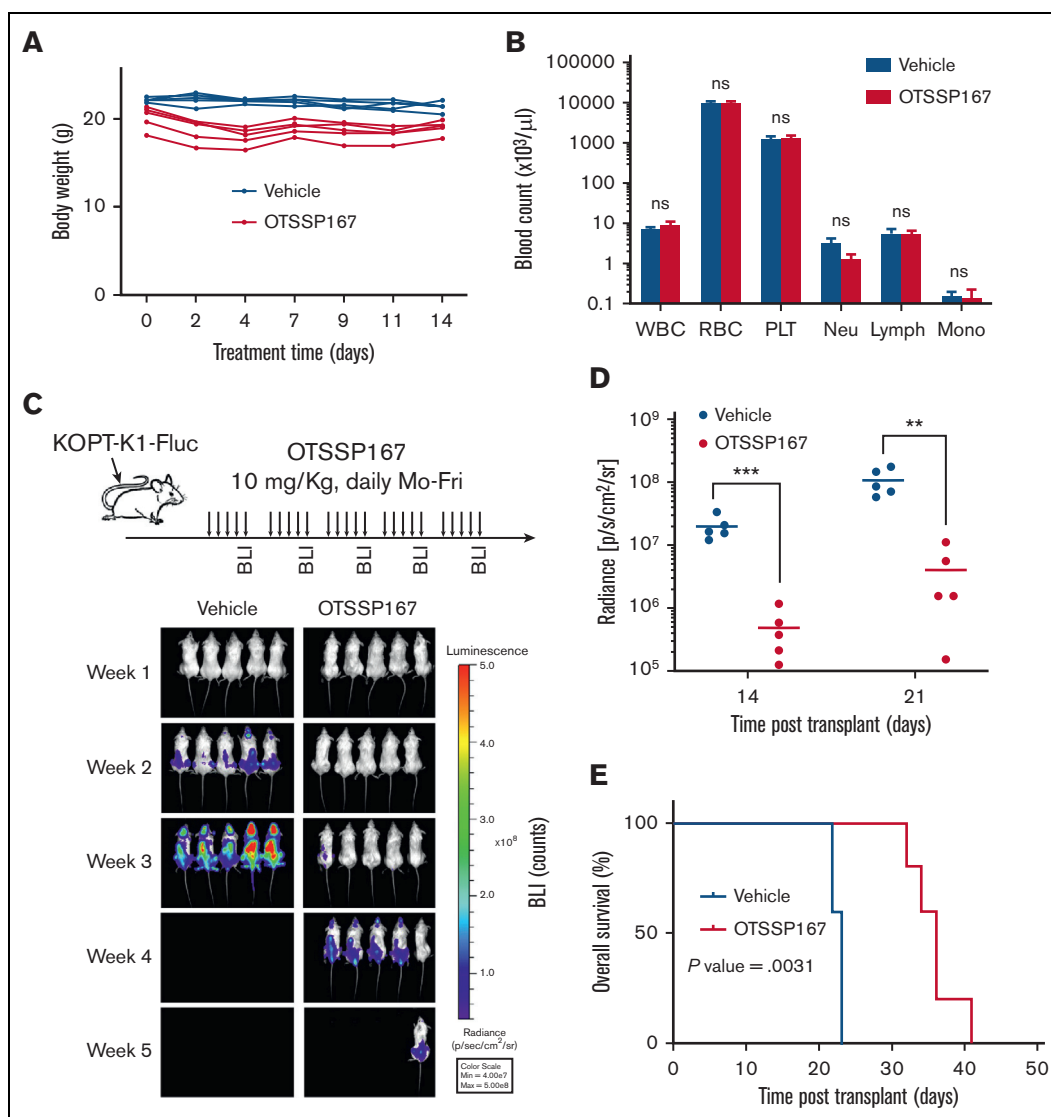 A
Body weight (g)
20
10
0
Vehicle
OTSSP167
0 2 4 7 9 11 14
Treatment time (days)
B
Blood count (x10³/µl)
100000
10000
1000
100
10
1
0.1
Vehicle
OTSSP167
ns ns ns ns ns ns
WBC RBC PLT Neu Lymph Mono
C
KOPT-K1-Fluc
OTSSP167
10 mg/Kg, daily Mo-Fri
BLI BLI BLI BLI BLI
Vehicle OTSSP167
Week 1
Week 2
Week 3
Week 4
Week 5
Luminescence
5.0
4.0
3.0
x10⁸
2.0
1.0
BLI (counts)
Radiance
(p/sec/cm²/sr)
Color Scale
Min = 4.00e7
Max = 5.00e8
D
Radiance [p/s/cm2/sr]
10⁹
10⁸
10⁷
10⁶
10⁵
Vehicle
OTSSP167
***
**
14 21
Time post transplant (days)
E
Overall survival (%)
100
50
0
Vehicle
OTSSP167
P value = .0031
0 10 20 30 40 50
Time post transplant (days)